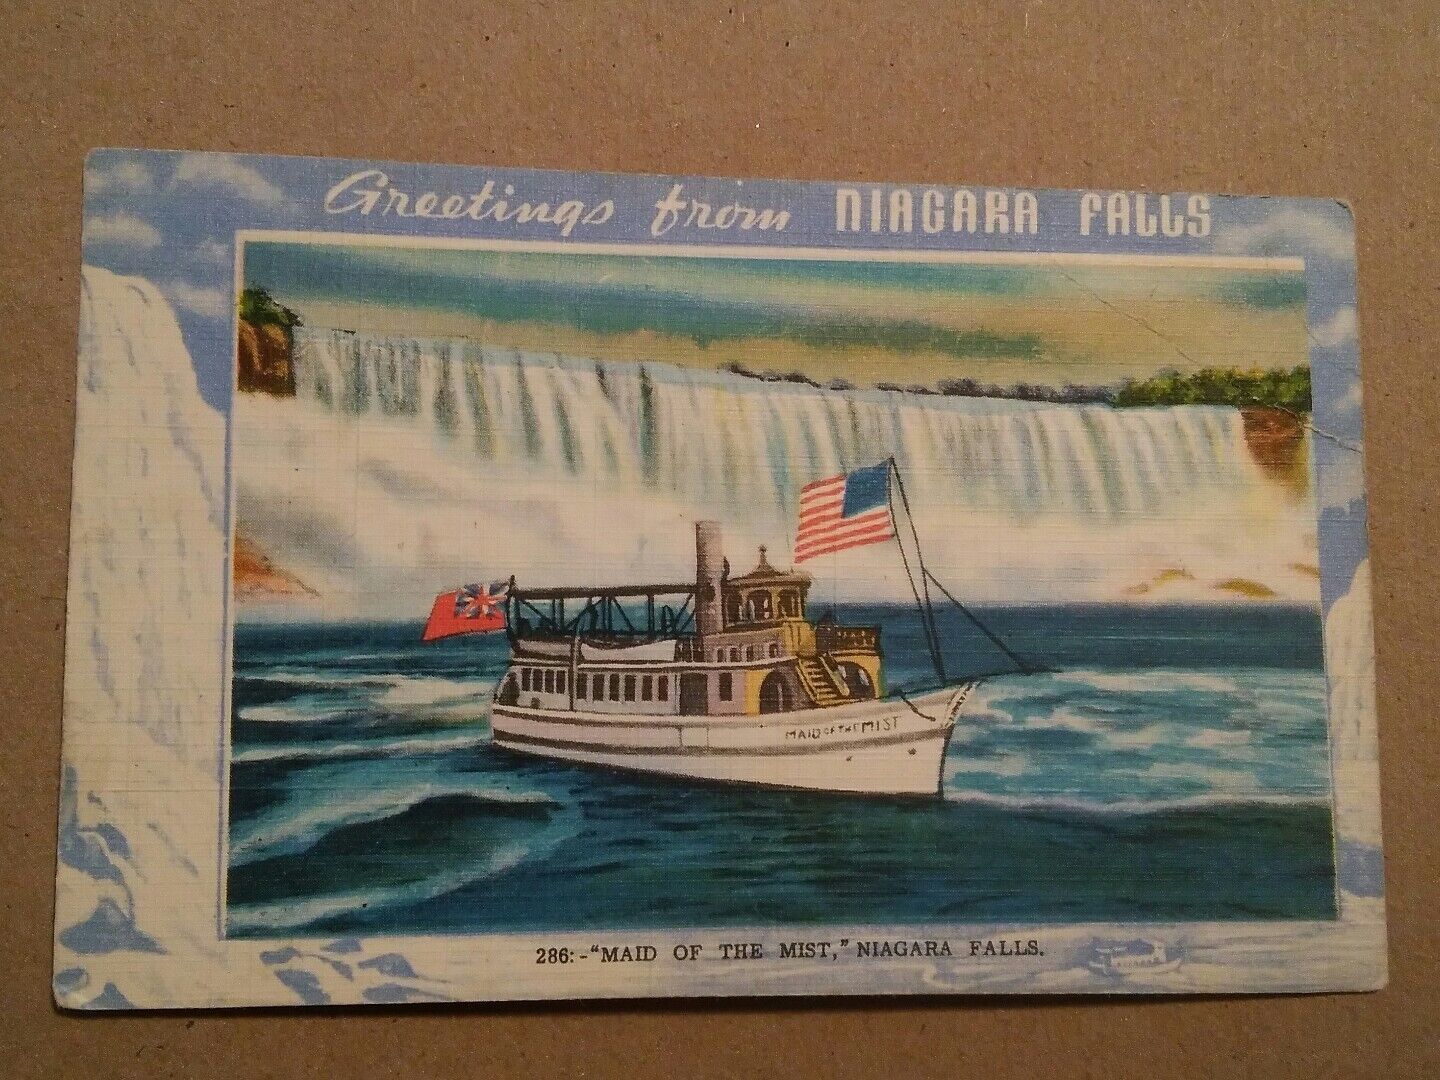 Greetings from NIAGARA FALLS
MAID OF THE MIST
286:-"MAID OF THE MIST," NIAGARA FALLS.